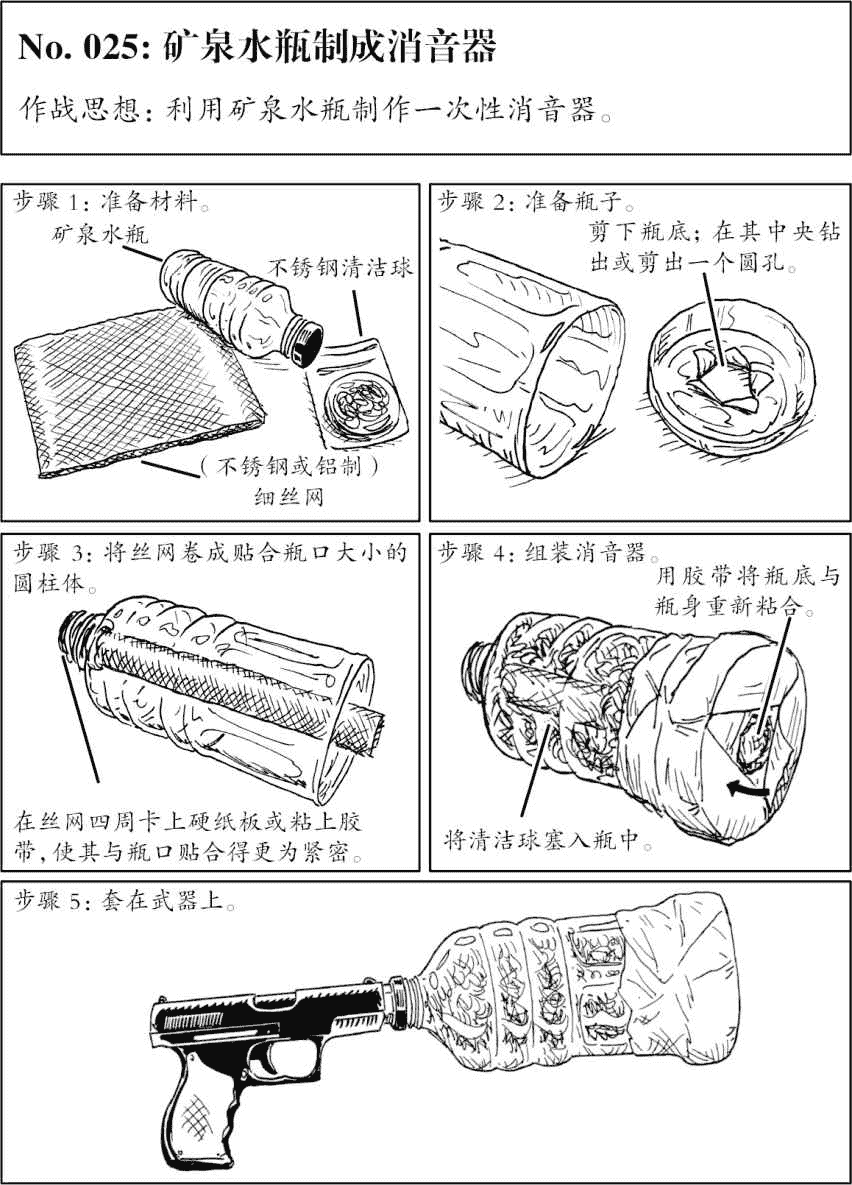 No. 025: 矿泉水瓶制成消音器
作战思想：利用矿泉水瓶制作一次性消音器。
步骤 1：准备材料。
矿泉水瓶
不锈钢清洁球
（不锈钢或铝制）
细丝网
步骤 2：准备瓶子。
剪下瓶底；在其中央钻
出或剪出一个圆孔。
步骤 3：将丝网卷成贴合瓶口大小的
圆柱体。
在丝网四周卡上硬纸板或粘上胶
带，使其与瓶口贴合得更为紧密。
步骤 4：组装消音器。
用胶带将瓶底与
瓶身重新粘合。
将清洁球塞入瓶中。
步骤 5：套在武器上。